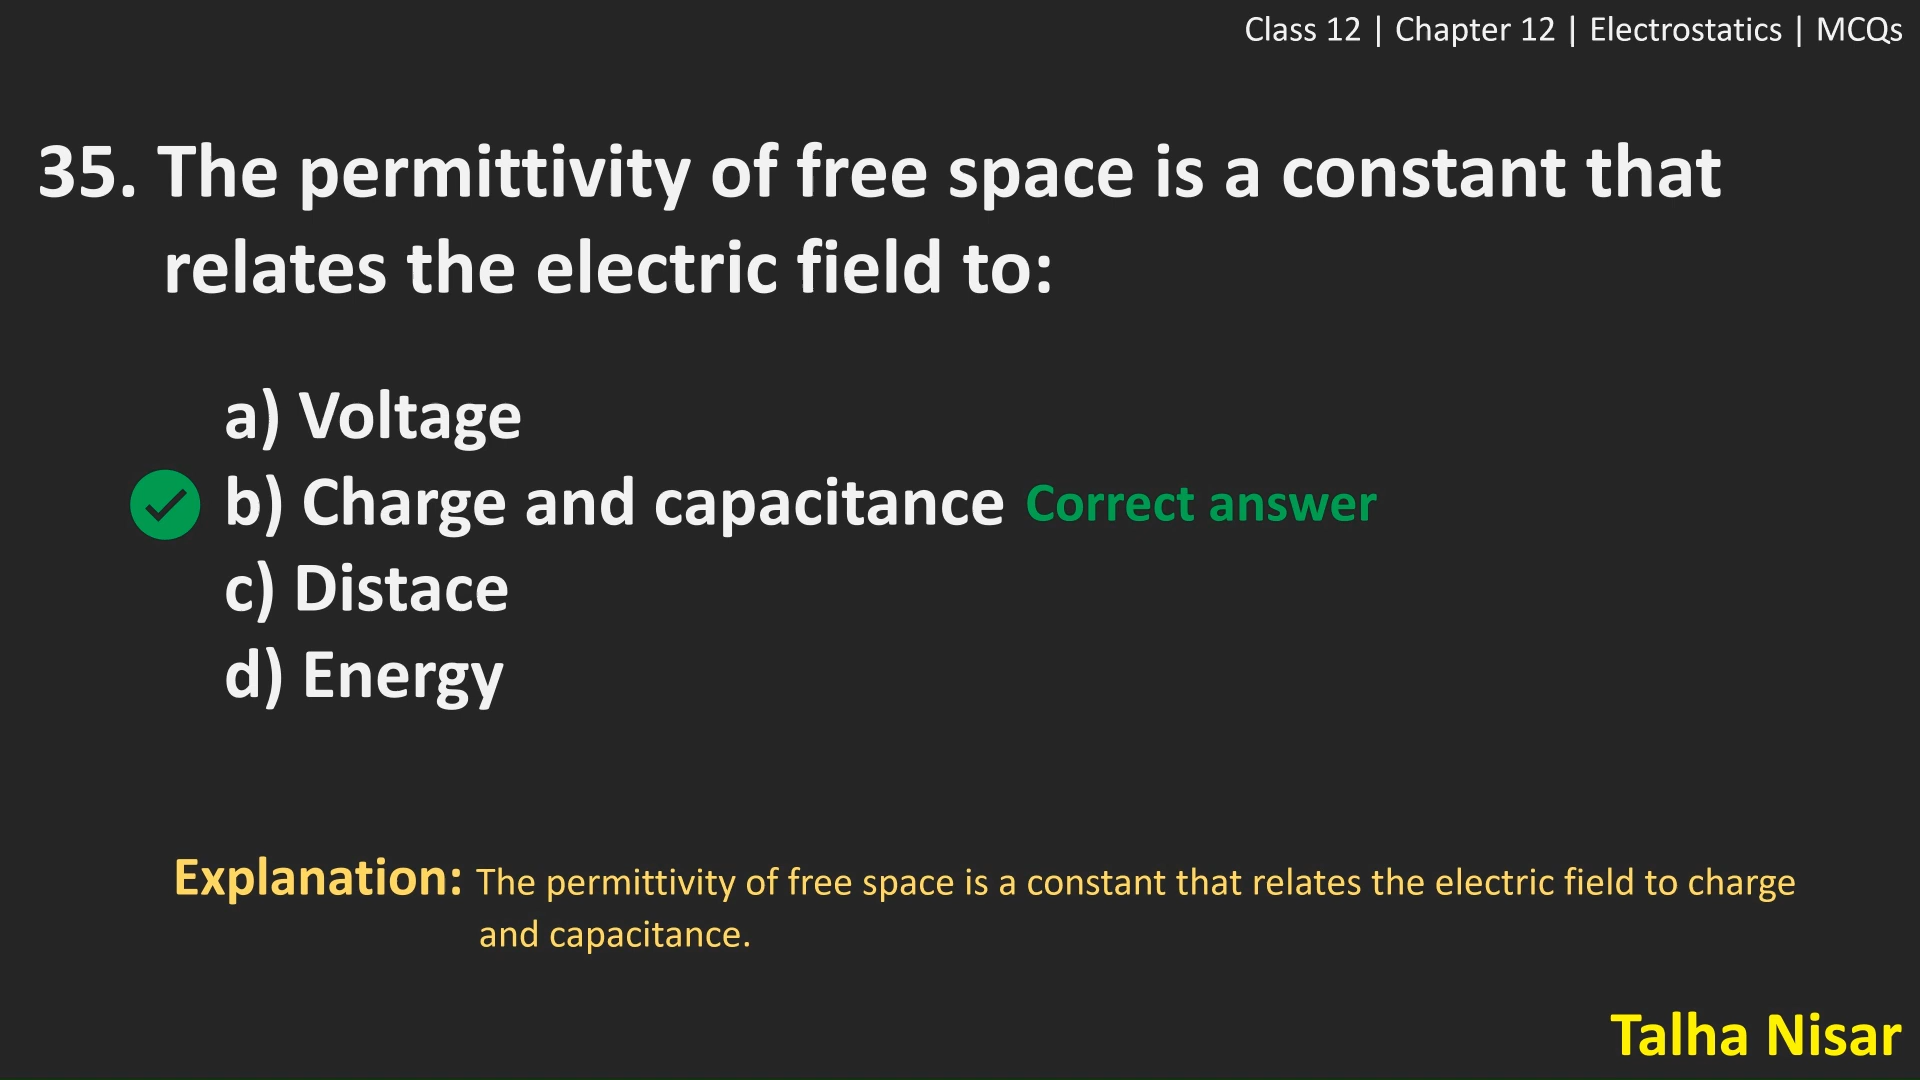 Class 12 | Chapter 12 | Electrostatics | MCQs
35. The permittivity of free space is a constant that
relates the electric field to:
a) Voltage
b) Charge and capacitance Correct answer
c) Distace
d) Energy
Explanation: The permittivity of free space is a constant that relates the electric field to charge
and capacitance.
Talha Nisar